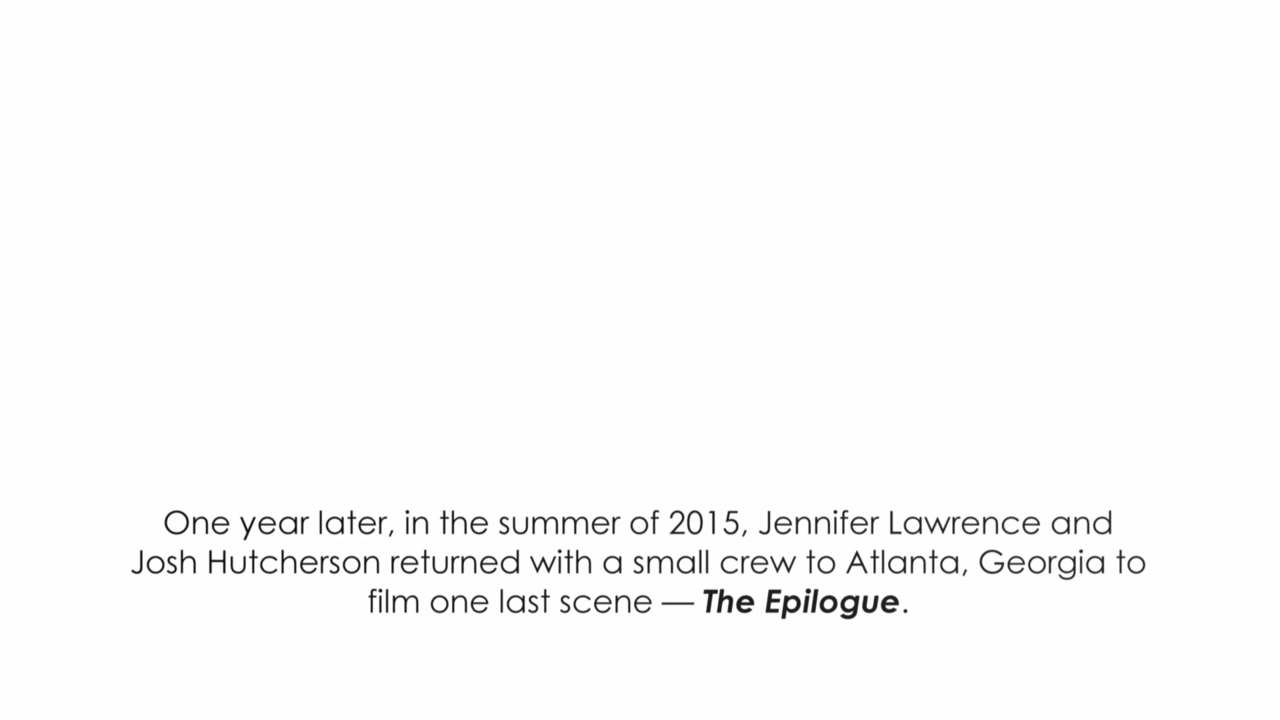 One year later, in the summer of 2015, Jennifer Lawrence and
Josh Hutcherson returned with a small crew to Atlanta, Georgia to
film one last scene — The Epilogue.